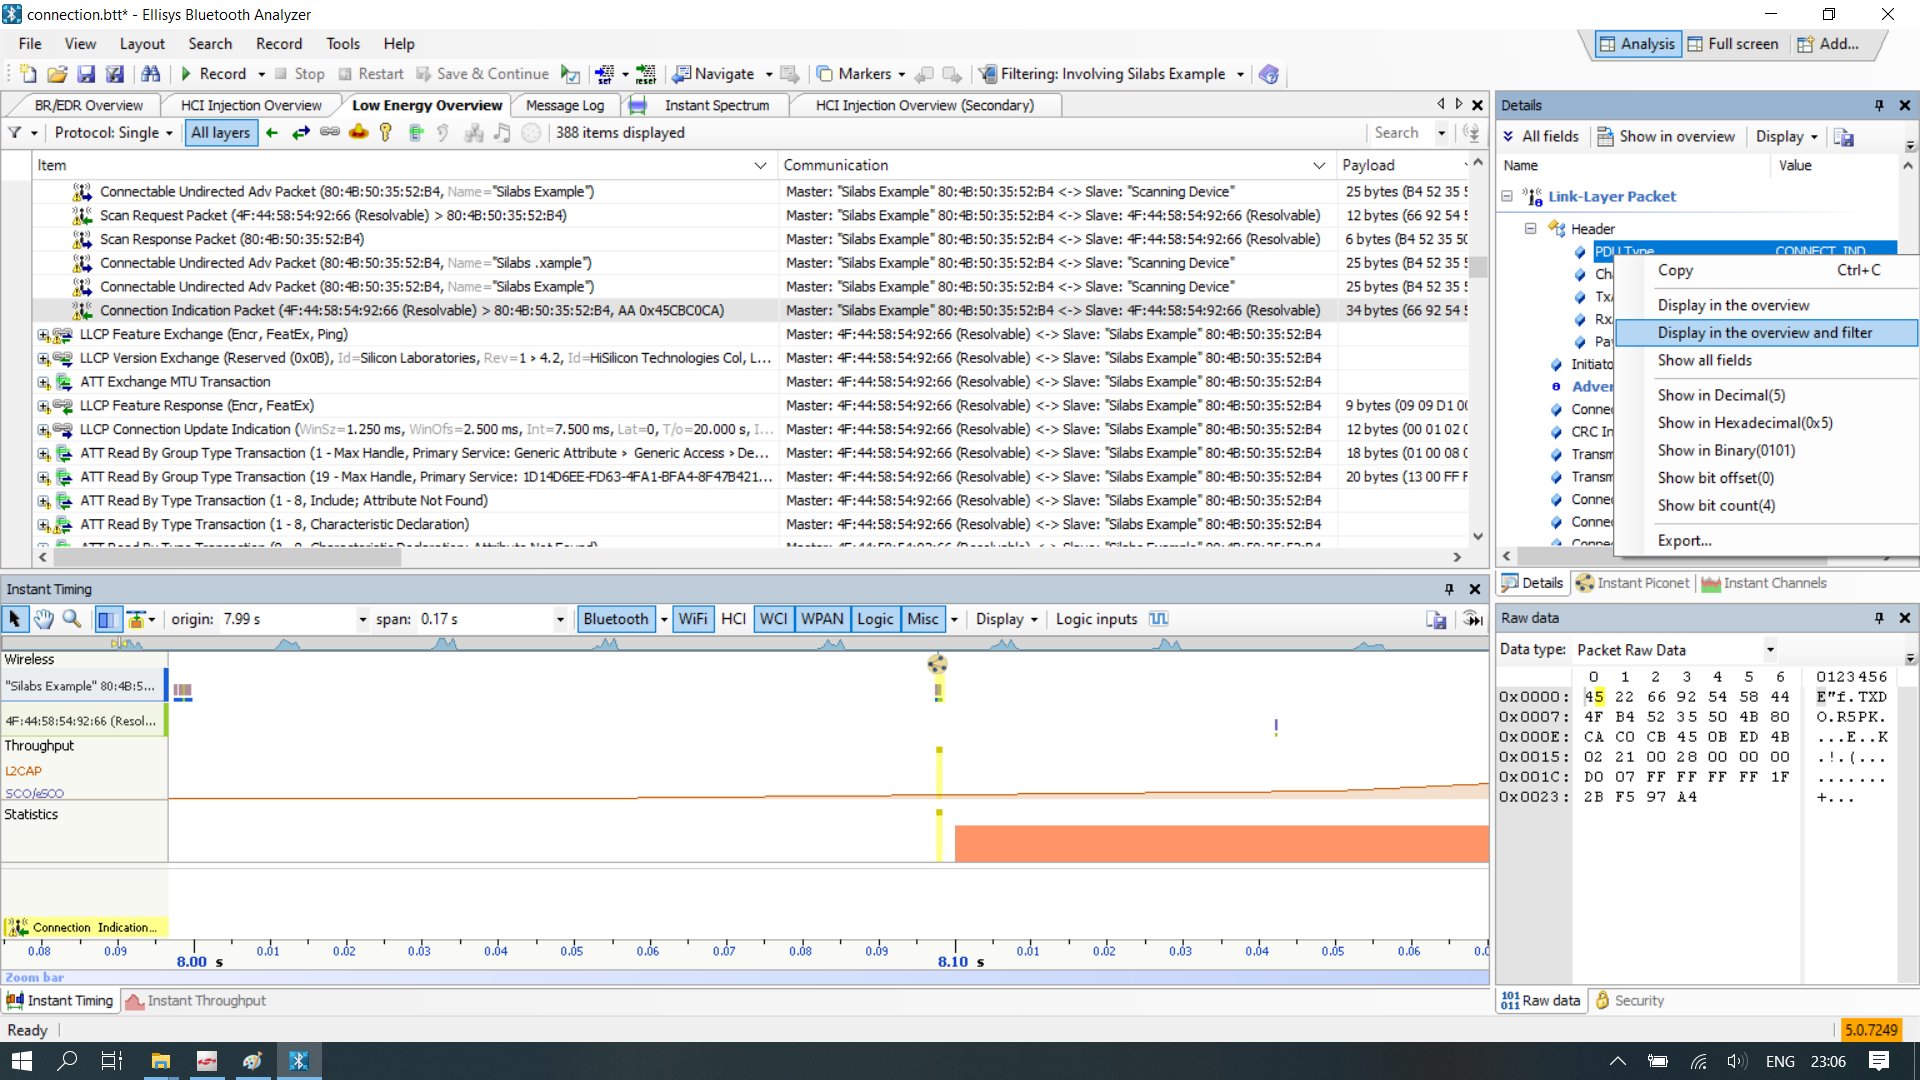 connection.btt* - Ellisys Bluetooth Analyzer
File View Layout Search Record Tools Help
Analysis Full screen Add...
Record Stop Restart Save & Continue set reset Navigate Markers Filtering: Involving Silabs Example
BR/EDR Overview HCI Injection Overview Low Energy Overview Message Log Instant Spectrum HCI Injection Overview (Secondary)
Protocol: Single All layers 388 items displayed Search
Item Communication Payload
Connectable Undirected Adv Packet (80:4B:50:35:52:B4, Name="Silabs Example") Master: "Silabs Example" 80:4B:50:35:52:B4 <-> Slave: "Scanning Device" 25 bytes (B4 52 35 5
Scan Request Packet (4F:44:58:54:92:66 (Resolvable) > 80:4B:50:35:52:B4) Master: "Silabs Example" 80:4B:50:35:52:B4 <-> Slave: 4F:44:58:54:92:66 (Resolvable) 12 bytes (66 92 54 5
Scan Response Packet (80:4B:50:35:52:B4) Master: "Silabs Example" 80:4B:50:35:52:B4 <-> Slave: 4F:44:58:54:92:66 (Resolvable) 6 bytes (B4 52 35 50
Connectable Undirected Adv Packet (80:4B:50:35:52:B4, Name="Silabs .xample") Master: "Silabs Example" 80:4B:50:35:52:B4 <-> Slave: "Scanning Device" 25 bytes (B4 52 35 5
Connectable Undirected Adv Packet (80:4B:50:35:52:B4, Name="Silabs Example") Master: "Silabs Example" 80:4B:50:35:52:B4 <-> Slave: "Scanning Device" 25 bytes (B4 52 35 5
Connection Indication Packet (4F:44:58:54:92:66 (Resolvable) > 80:4B:50:35:52:B4, AA 0x45CBC0CA) Master: "Silabs Example" 80:4B:50:35:52:B4 <-> Slave: 4F:44:58:54:92:66 (Resolvable) 34 bytes (66 92 54 5
LLCP Feature Exchange (Encr, FeatEx, Ping) Master: 4F:44:58:54:92:66 (Resolvable) <-> Slave: "Silabs Example" 80:4B:50:35:52:B4
LLCP Version Exchange (Reserved (0x0B), Id=Silicon Laboratories, Rev=1 > 4.2, Id=HiSilicon Technologies Col, L... Master: 4F:44:58:54:92:66 (Resolvable) <-> Slave: "Silabs Example" 80:4B:50:35:52:B4
ATT Exchange MTU Transaction Master: 4F:44:58:54:92:66 (Resolvable) <-> Slave: "Silabs Example" 80:4B:50:35:52:B4
LLCP Feature Response (Encr, FeatEx) Master: 4F:44:58:54:92:66 (Resolvable) <-> Slave: "Silabs Example" 80:4B:50:35:52:B4 9 bytes (09 09 D1 00
LLCP Connection Update Indication (WinSz=1.250 ms, WinOfs=2.500 ms, Int=7.500 ms, Lat=0, T/o=20.000 s, I... Master: 4F:44:58:54:92:66 (Resolvable) <-> Slave: "Silabs Example" 80:4B:50:35:52:B4 12 bytes (00 01 02 0
ATT Read By Group Type Transaction (1 - Max Handle, Primary Service: Generic Attribute > Generic Access > De... Master: 4F:44:58:54:92:66 (Resolvable) <-> Slave: "Silabs Example" 80:4B:50:35:52:B4 18 bytes (01 00 08 0
ATT Read By Group Type Transaction (19 - Max Handle, Primary Service: 1D14D6EE-FD63-4FA1-BFA4-8F47B421... Master: 4F:44:58:54:92:66 (Resolvable) <-> Slave: "Silabs Example" 80:4B:50:35:52:B4 20 bytes (13 00 FF F
ATT Read By Type Transaction (1 - 8, Include; Attribute Not Found) Master: 4F:44:58:54:92:66 (Resolvable) <-> Slave: "Silabs Example" 80:4B:50:35:52:B4
ATT Read By Type Transaction (1 - 8, Characteristic Declaration) Master: 4F:44:58:54:92:66 (Resolvable) <-> Slave: "Silabs Example" 80:4B:50:35:52:B4
Details
All fields Show in overview Display
Name Value
Link-Layer Packet
Header
PDU Type CONNECT_IND
Ch
Tx
Rx
Pa
Initiato
Adver
Conne
CRC In
Transm
Transm
Conne
Conne
Conne
Copy Ctrl+C
Display in the overview
Display in the overview and filter
Show all fields
Show in Decimal(5)
Show in Hexadecimal(0x5)
Show in Binary(0101)
Show bit offset(0)
Show bit count(4)
Export...
Details Instant Piconet Instant Channels
Instant Timing
origin: 7.99 s span: 0.17 s Bluetooth WiFi HCI WCI WPAN Logic Misc Display Logic inputs
Wireless
"Silabs Example" 80:4B:5...
4F:44:58:54:92:66 (Resol...
Throughput
L2CAP
SCO/eSCO
Statistics
Connection Indication...
0.08 0.09 8.00 s 0.01 0.02 0.03 0.04 0.05 0.06 0.07 0.08 0.09 8.10 s 0.01 0.02 0.03 0.04 0.05 0.06 0.0
Zoom bar
Instant Timing Instant Throughput
Raw data
Data type: Packet Raw Data
0 1 2 3 4 5 6 0123456
0x0000: 45 22 66 92 54 58 44 E"f.TXD
0x0007: 4F B4 52 35 50 4B 80 O.R5PK.
0x000E: CA C0 CB 45 0B ED 4B ...E..K
0x0015: 02 21 00 28 00 00 00 .!.(...
0x001C: D0 07 FF FF FF FF 1F .......
0x0023: 2B F5 97 A4 +...
Raw data Security
Ready 5.0.7249
ENG 23:06